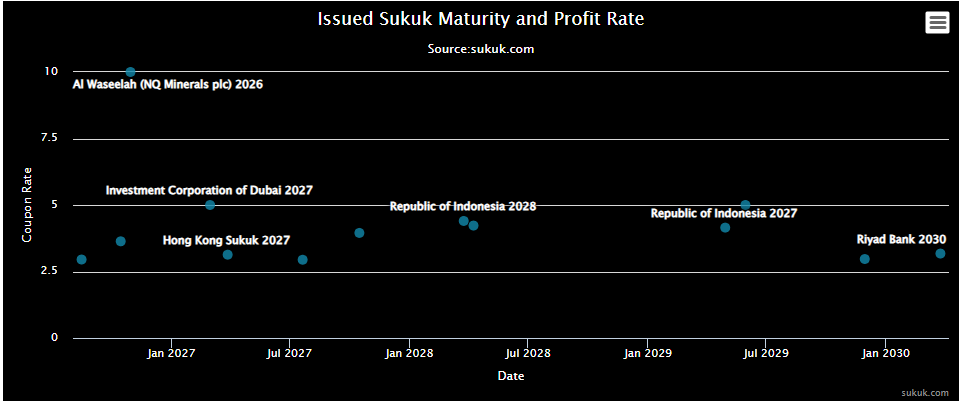 Issued Sukuk Maturity and Profit Rate
Source:sukuk.com
10
Al Waseelah (NQ Minerals plc) 2026
7.5
Investment Corporation of Dubai 2027
5
Republic of Indonesia 2028
Republic of Indonesia 2027
Hong Kong Sukuk 2027
Riyad Bank 2030
2.5
0
Coupon Rate
Jan 2027
Jul 2027
Jan 2028
Jul 2028
Jan 2029
Jul 2029
Jan 2030
Date
sukuk.com